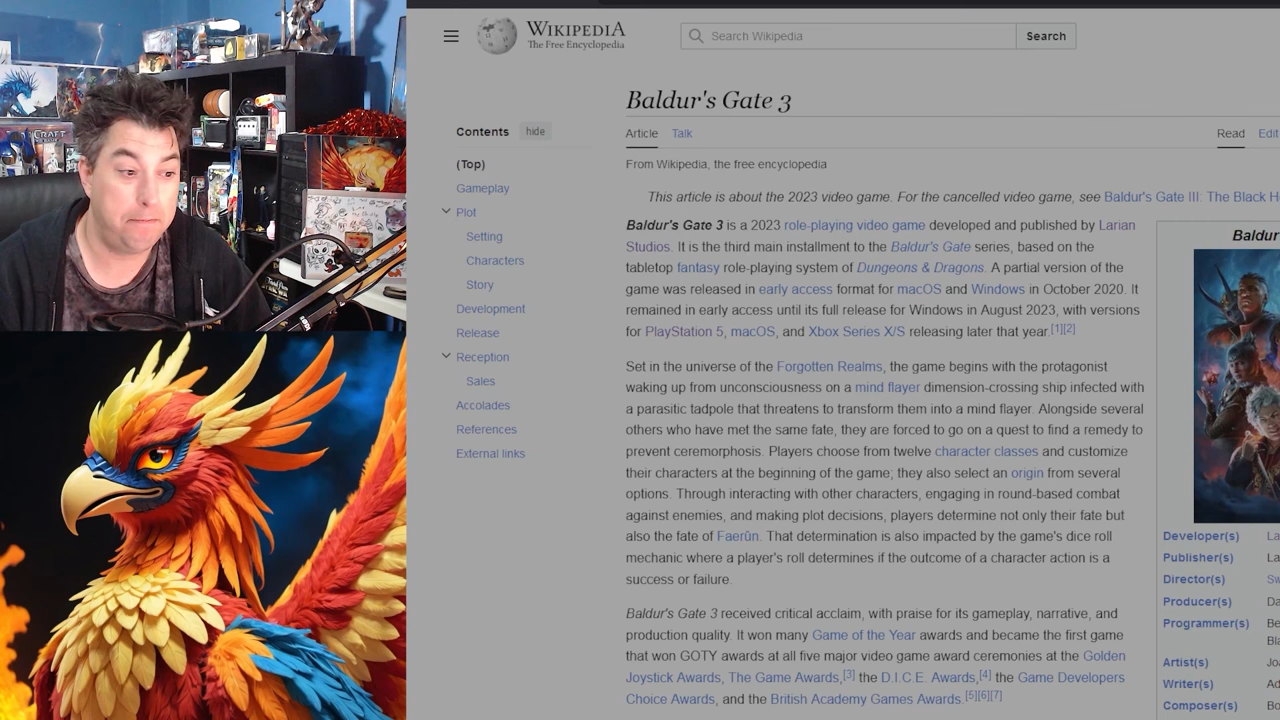 WIKIPEDIA
The Free Encyclopedia
Search Wikipedia
Search
Baldur's Gate 3
Contents hide
Article Talk
Read Edit
(Top)
From Wikipedia, the free encyclopedia
Gameplay
Plot
Setting
Characters
Story
Development
Release
Reception
Sales
Accolades
References
External links
This article is about the 2023 video game. For the cancelled video game, see Baldur's Gate III: The Black H
Baldur's Gate 3 is a 2023 role-playing video game developed and published by Larian
Studios. It is the third main installment to the Baldur's Gate series, based on the
tabletop fantasy role-playing system of Dungeons & Dragons. A partial version of the
game was released in early access format for macOS and Windows in October 2020. It
remained in early access until its full release for Windows in August 2023, with versions
for PlayStation 5, macOS, and Xbox Series X/S releasing later that year.[1][2]
Set in the universe of the Forgotten Realms, the game begins with the protagonist
waking up from unconsciousness on a mind flayer dimension-crossing ship infected with
a parasitic tadpole that threatens to transform them into a mind flayer. Alongside several
others who have met the same fate, they are forced to go on a quest to find a remedy to
prevent ceremorphosis. Players choose from twelve character classes and customize
their characters at the beginning of the game; they also select an origin from several
options. Through interacting with other characters, engaging in round-based combat
against enemies, and making plot decisions, players determine not only their fate but
also the fate of Faerûn. That determination is also impacted by the game's dice roll
mechanic where a player's roll determines if the outcome of a character action is a
success or failure.
Baldur's Gate 3 received critical acclaim, with praise for its gameplay, narrative, and
production quality. It won many Game of the Year awards and became the first game
that won GOTY awards at all five major video game award ceremonies at the Golden
Joystick Awards, The Game Awards,[3] the D.I.C.E. Awards,[4] the Game Developers
Choice Awards, and the British Academy Games Awards.[5][6][7]
Baldur'
Developer(s) La
Publisher(s) La
Director(s) Sw
Producer(s) Da
Programmer(s) Be
Bla
Artist(s) Joa
Writer(s) Ad
Composer(s) Bo
CRAFT